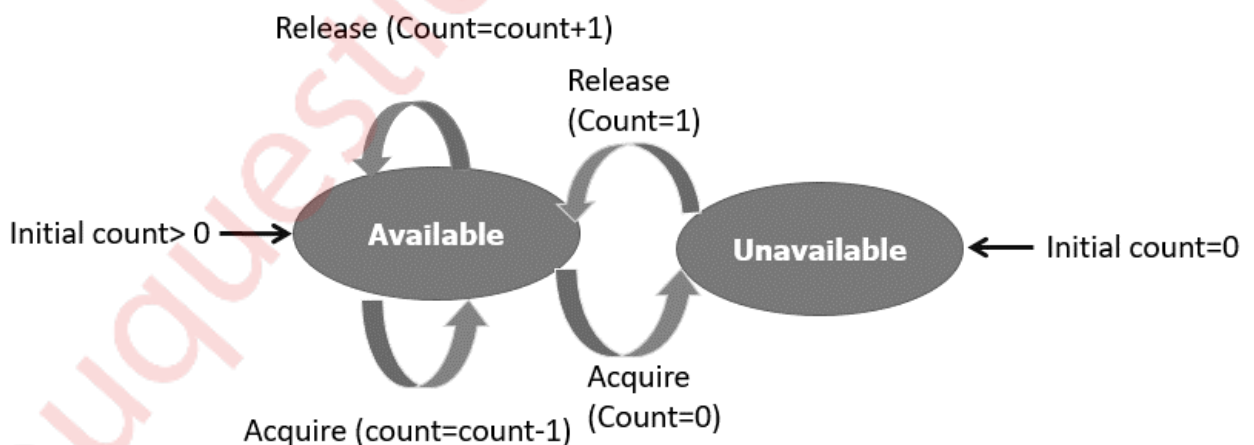 Release (Count=count+1)
Release
(Count=1)
Initial count> 0
Available
Unavailable
Initial count=0
Acquire
(Count=0)
Acquire (count=count-1)
uquestio